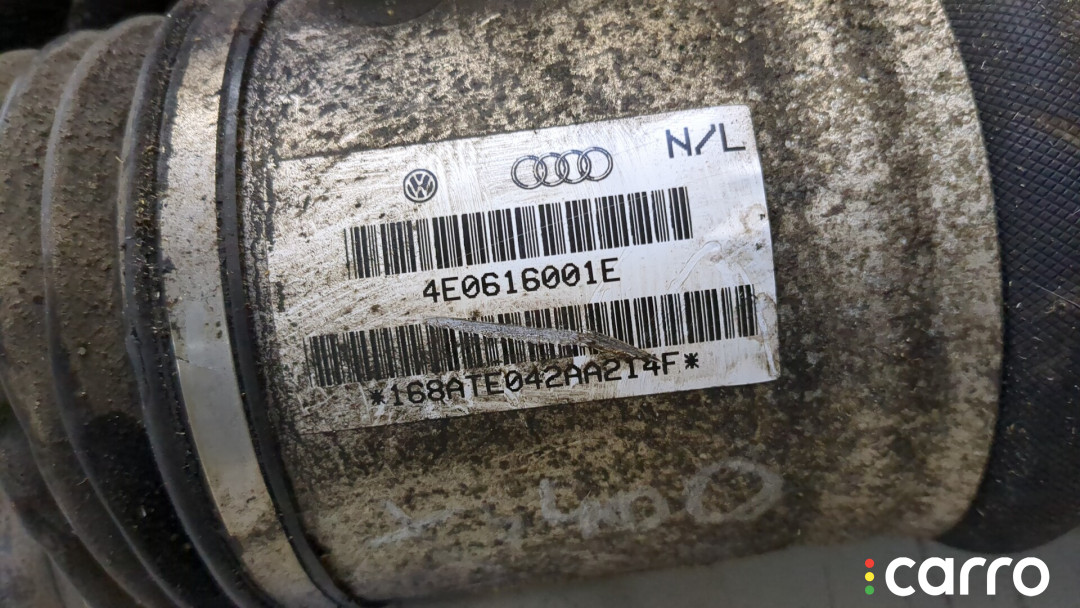 N/L
4E0616001E
*168ATE042AA214F*
carro